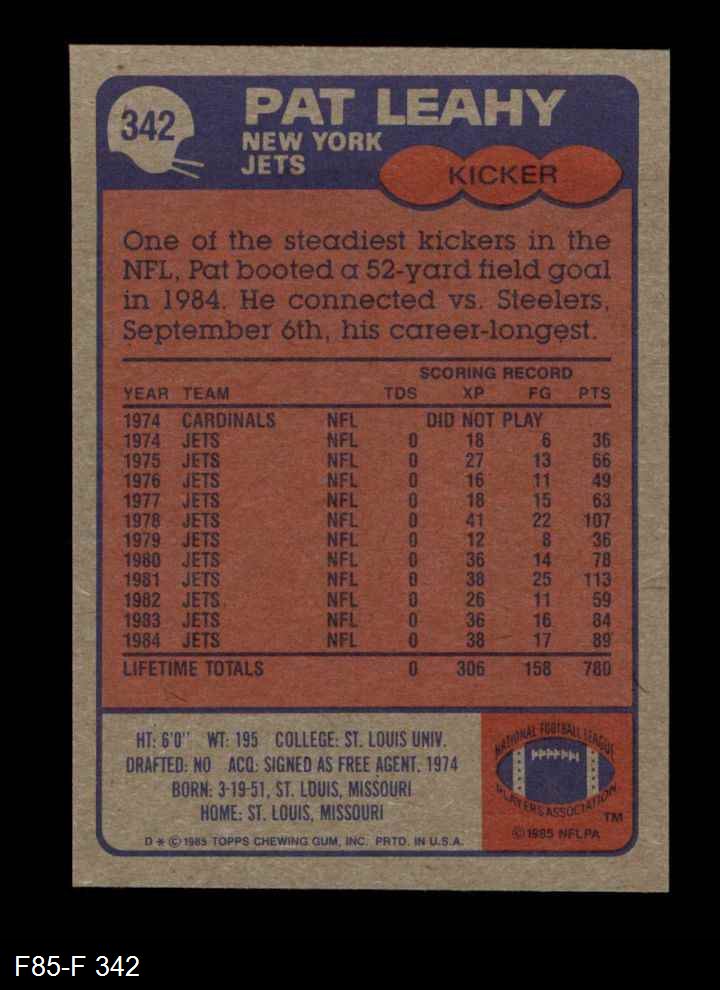 342
PAT LEAHY
NEW YORK
JETS
KICKER
One of the steadiest kickers in the
NFL, Pat booted a 52-yard field goal
in 1984. He connected vs. Steelers,
September 6th, his career-longest.
SCORING RECORD
YEAR TEAM TDS XP FG PTS
1974 CARDINALS NFL DID NOT PLAY
1974 JETS NFL 0 18 6 36
1975 JETS NFL 0 27 13 66
1976 JETS NFL 0 16 11 49
1977 JETS NFL 0 18 15 63
1978 JETS NFL 0 41 22 107
1979 JETS NFL 0 12 8 36
1980 JETS NFL 0 36 14 78
1981 JETS NFL 0 38 25 113
1982 JETS NFL 0 26 11 59
1983 JETS NFL 0 36 16 84
1984 JETS NFL 0 38 17 89
LIFETIME TOTALS 0 306 158 780
HT: 6'0" WT: 195 COLLEGE: ST. LOUIS UNIV.
DRAFTED: NO ACQ: SIGNED AS FREE AGENT, 1974
BORN: 3-19-51, ST. LOUIS, MISSOURI
HOME: ST. LOUIS, MISSOURI
D * © 1985 TOPPS CHEWING GUM, INC. PRTD. IN U.S.A.
NATIONAL FOOTBALL LEAGUE
PLAYERS ASSOCIATION
TM
© 1985 NFLPA
F85-F 342